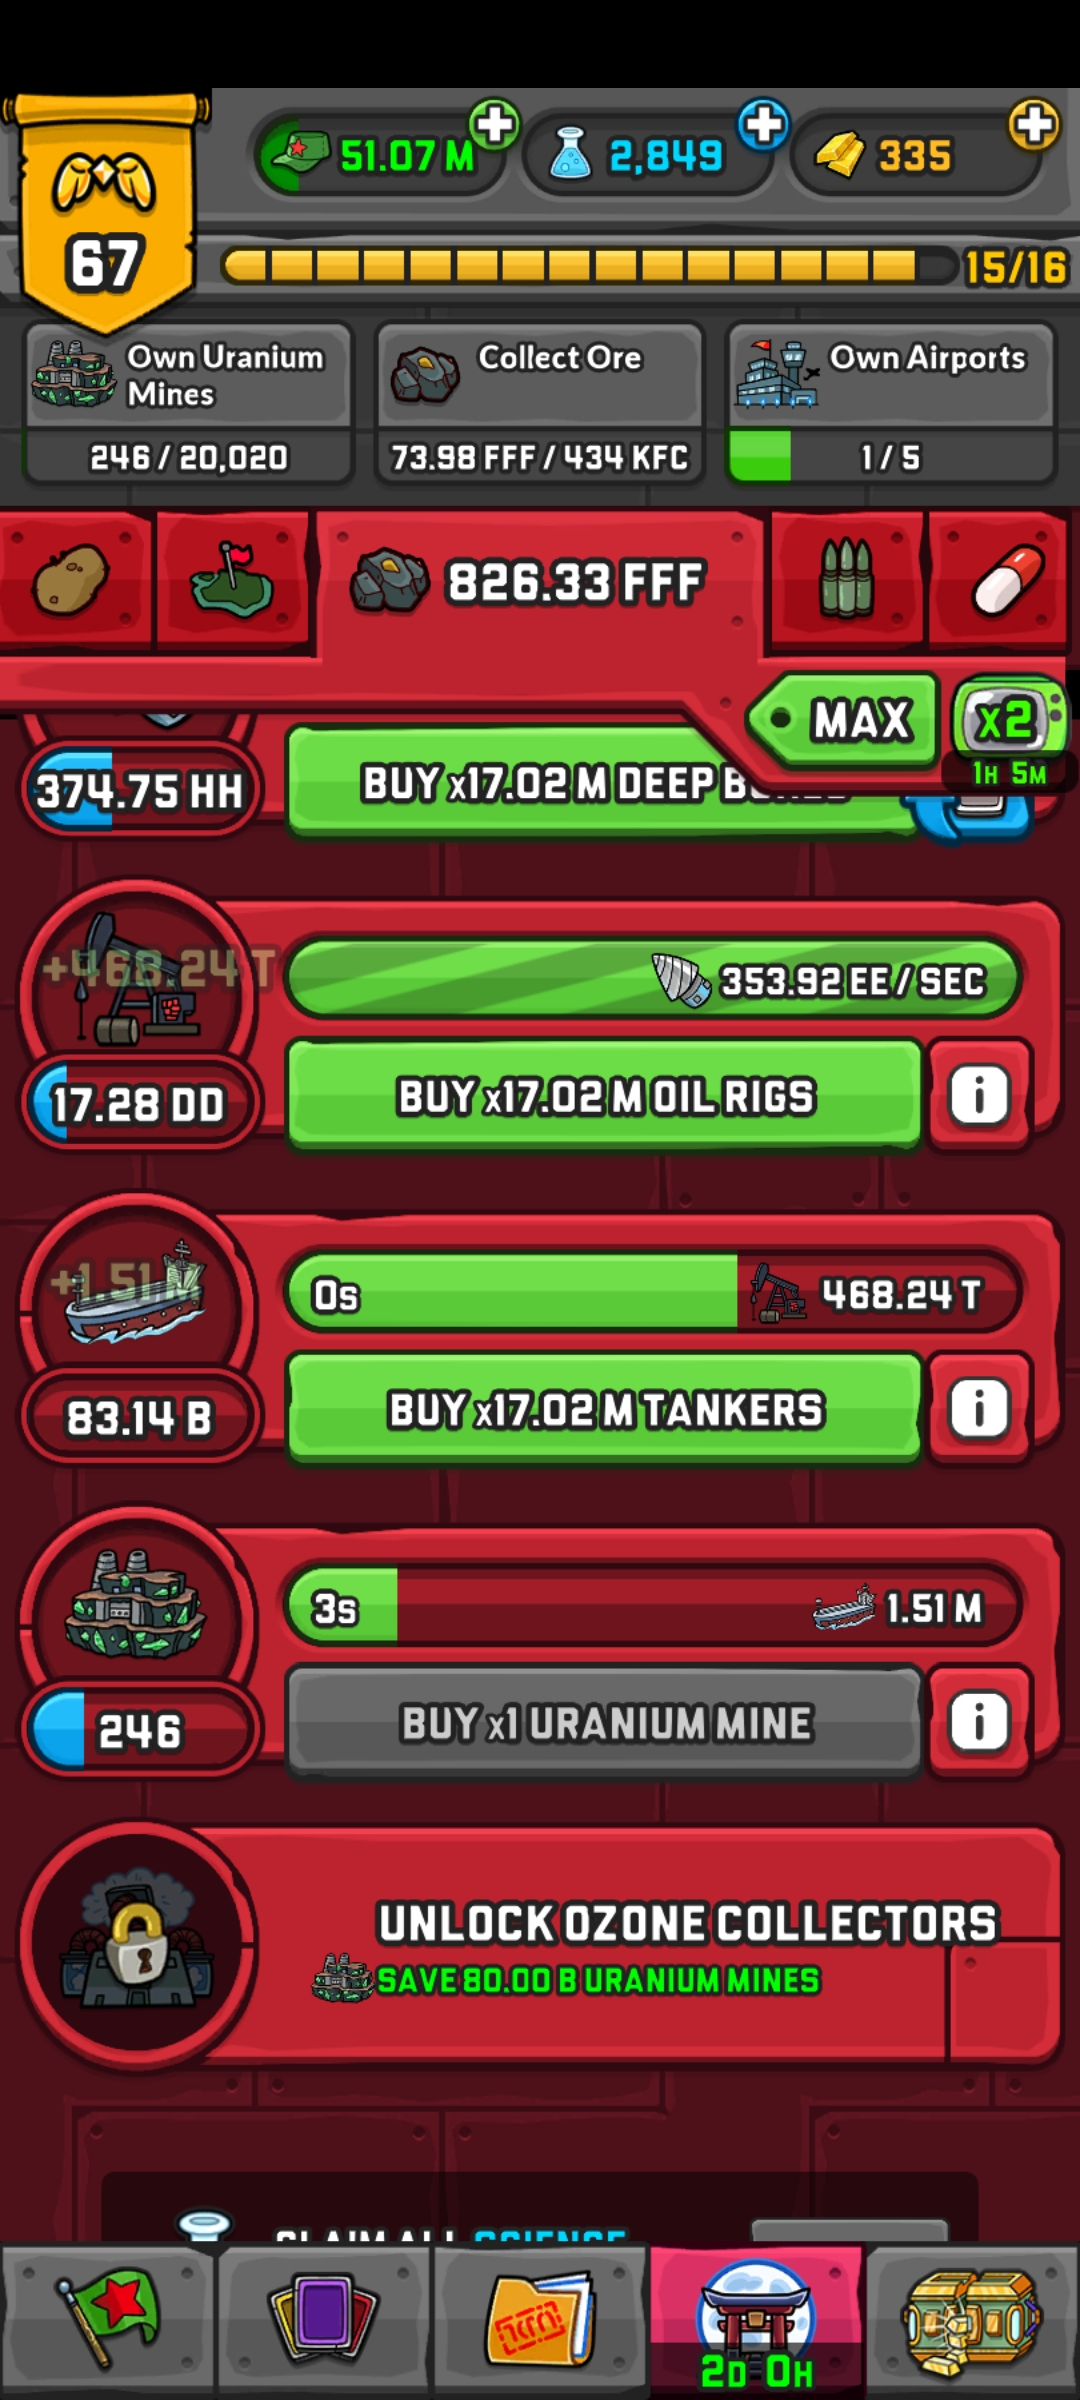 51.07 M
2,849
335
67
15/16
Own Uranium
Mines
Collect Ore
Own Airports
246 / 20,020
73.98 FFF / 434 KFC
1 / 5
826.33 FFF
MAX
x2
1H 5M
374.75 HH
BUY x17.02 M DEEP
+468.24 T
353.92 EE / SEC
17.28 DD
BUY x17.02 M OIL RIGS
i
+1.51 M
0s
468.24 T
83.14 B
BUY x17.02 M TANKERS
i
3s
1.51 M
246
BUY x1 URANIUM MINE
i
UNLOCK OZONE COLLECTORS
SAVE 80.00 B URANIUM MINES
CLAIM ALL SCIENCE
2D 0H